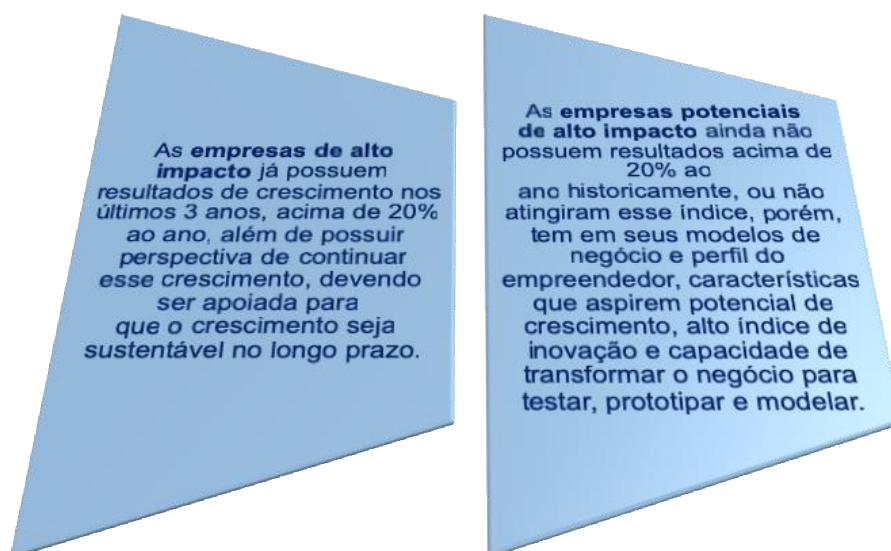 As empresas de alto
impacto já possuem
resultados de crescimento nos
últimos 3 anos, acima de 20%
ao ano, além de possuir
perspectiva de continuar
esse crescimento, devendo
ser apoiada para
que o crescimento seja
sustentável no longo prazo.
As empresas potenciais
de alto impacto ainda não
possuem resultados acima de
20% ao
ano historicamente, ou não
atingiram esse índice, porém,
tem em seus modelos de
negócio e perfil do
empreendedor, características
que aspirem potencial de
crescimento, alto índice de
inovação e capacidade de
transformar o negócio para
testar, prototipar e modelar.